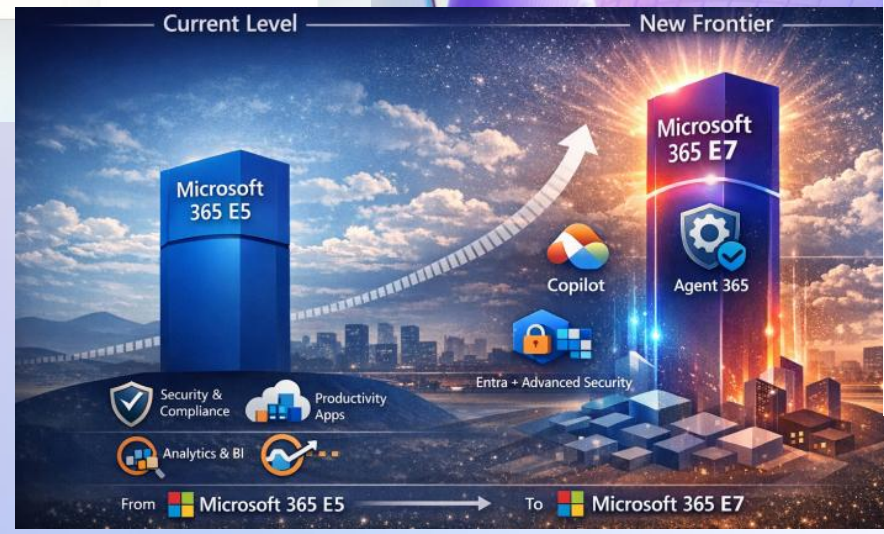 Current Level
New Frontier
Microsoft
365 E5
Microsoft
365 E7
Copilot
Agent 365
Entra + Advanced Security
Security &
Compliance
Productivity
Apps
Analytics & BI
From Microsoft 365 E5
To Microsoft 365 E7